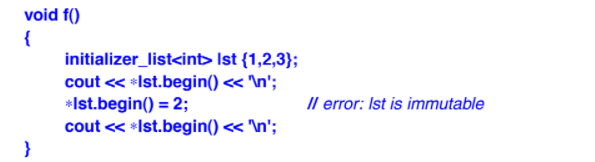 void f()
{
initializer_list<int> lst {1,2,3};
cout << *lst.begin() << '\n';
*lst.begin() = 2; // error: lst is immutable
cout << *lst.begin() << '\n';
}